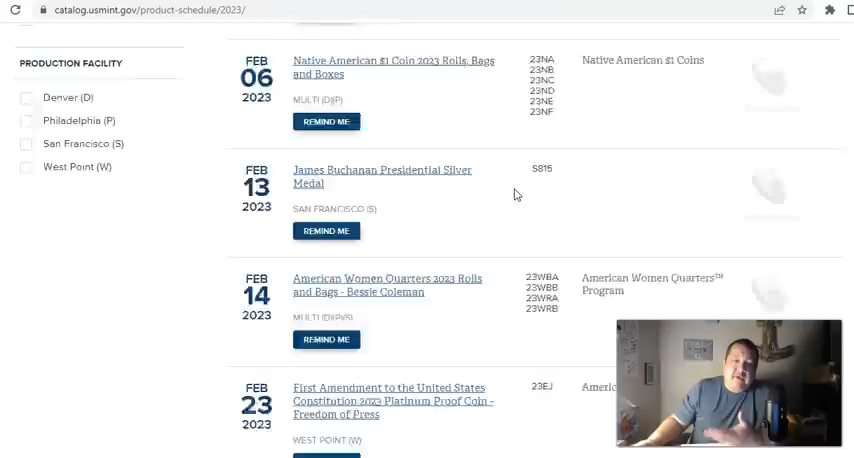 catalog.usmint.gov/product-schedule/2023/
PRODUCTION FACILITY
Denver (D)
Philadelphia (P)
San Francisco (S)
West Point (W)
FEB
06
2023
Native American $1 Coin 2023 Rolls, Bags
and Boxes
MULTI (D)(P)
REMIND ME
23NA
23NB
23NC
23ND
23NE
23NF
Native American $1 Coins
FEB
13
2023
James Buchanan Presidential Silver
Medal
SAN FRANCISCO (S)
REMIND ME
S815
FEB
14
2023
American Women Quarters 2023 Rolls
and Bags - Bessie Coleman
MULTI (D)(P)(S)
REMIND ME
23WBA
23WBB
23WRA
23WRB
American Women Quarters™
Program
FEB
23
2023
First Amendment to the United States
Constitution 2023 Platinum Proof Coin -
Freedom of Press
WEST POINT (W)
23EJ
Americ